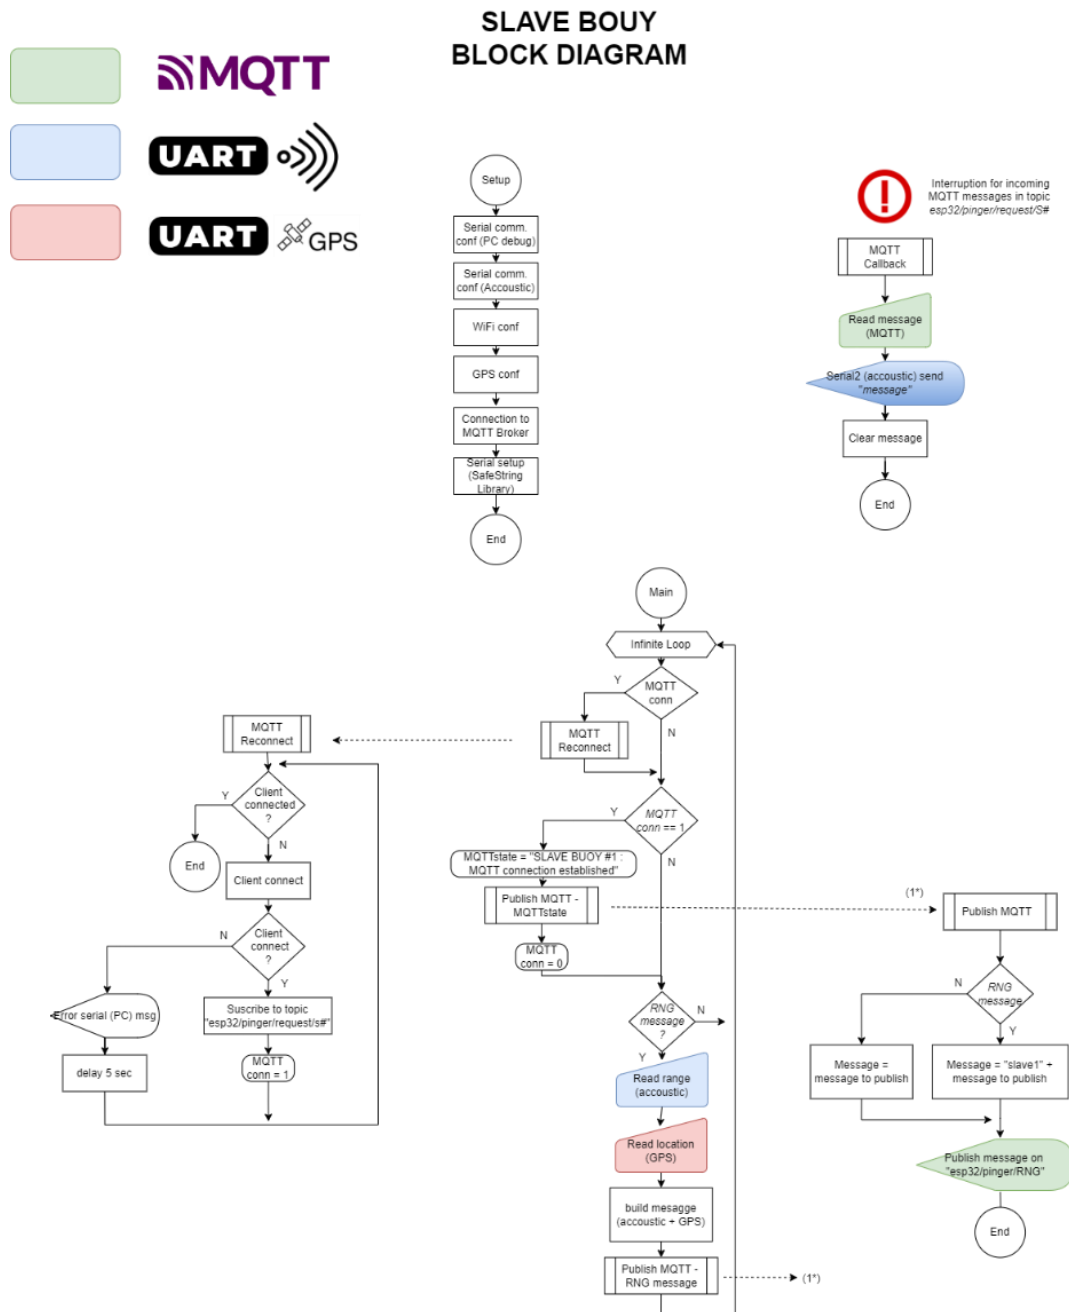 SLAVE BOUY
BLOCK DIAGRAM
MQTT
UART
UART
GPS
Setup
Serial comm.
conf (PC debug)
Serial comm.
conf (Accoustic)
WiFi conf
GPS conf
Connection to
MQTT Broker
Serial setup
(SafeString
Library)
End
Interruption for incoming
MQTT messages in topic
esp32/pinger/request/S#
MQTT
Callback
Read message
(MQTT)
Serial2 (accoustic) send
"message"
Clear message
End
Main
Infinite Loop
Y
MQTT
conn
N
MQTT
Reconnect
Y
MQTT
conn == 1
N
MQTTstate = "SLAVE BUOY #1 :
MQTT connection established"
Publish MQTT -
MQTTstate
MQTT
conn = 0
RNG
message
?
N
Y
Read range
(accoustic)
Read location
(GPS)
build mesagge
(accoustic + GPS)
Publish MQTT -
RNG message
(1*)
MQTT
Reconnect
Y
Client
connected
?
End
N
Client connect
N
Client
connect
?
Y
Error serial (PC) msg
Suscribe to topic
"esp32/pinger/request/s#"
delay 5 sec
MQTT
conn = 1
(1*)
Publish MQTT
N
RNG
message
Y
Message =
message to publish
Message = "slave1" +
message to publish
Publish message on
"esp32/pinger/RNG"
End